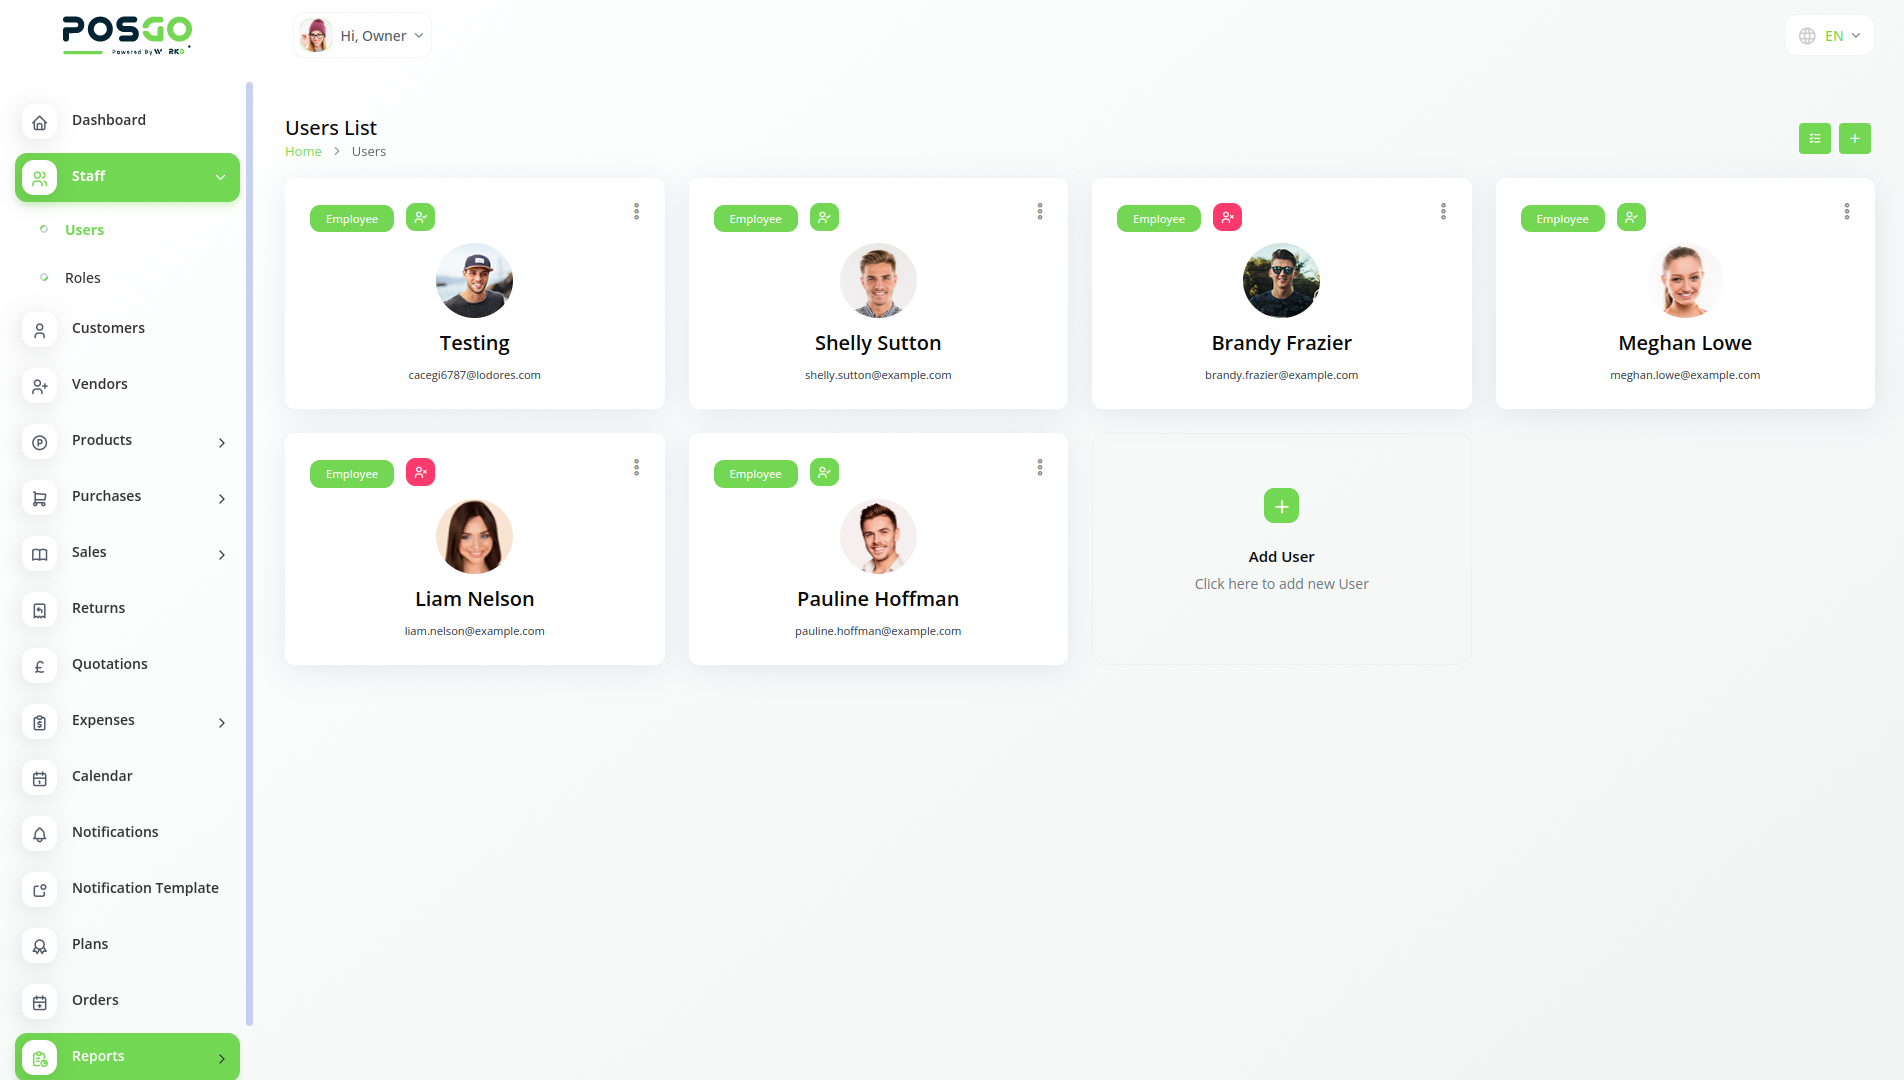 POSGO
Powered By
Hi, Owner
EN
Dashboard
Staff
Users
Roles
Customers
Vendors
Products
Purchases
Sales
Returns
Quotations
Expenses
Calendar
Notifications
Notification Template
Plans
Orders
Reports
Users List
Home > Users
Employee
Testing
cacegi6787@lodores.com
Employee
Shelly Sutton
shelly.sutton@example.com
Employee
Brandy Frazier
brandy.frazier@example.com
Employee
Meghan Lowe
meghan.lowe@example.com
Employee
Liam Nelson
liam.nelson@example.com
Employee
Pauline Hoffman
pauline.hoffman@example.com
Add User
Click here to add new User